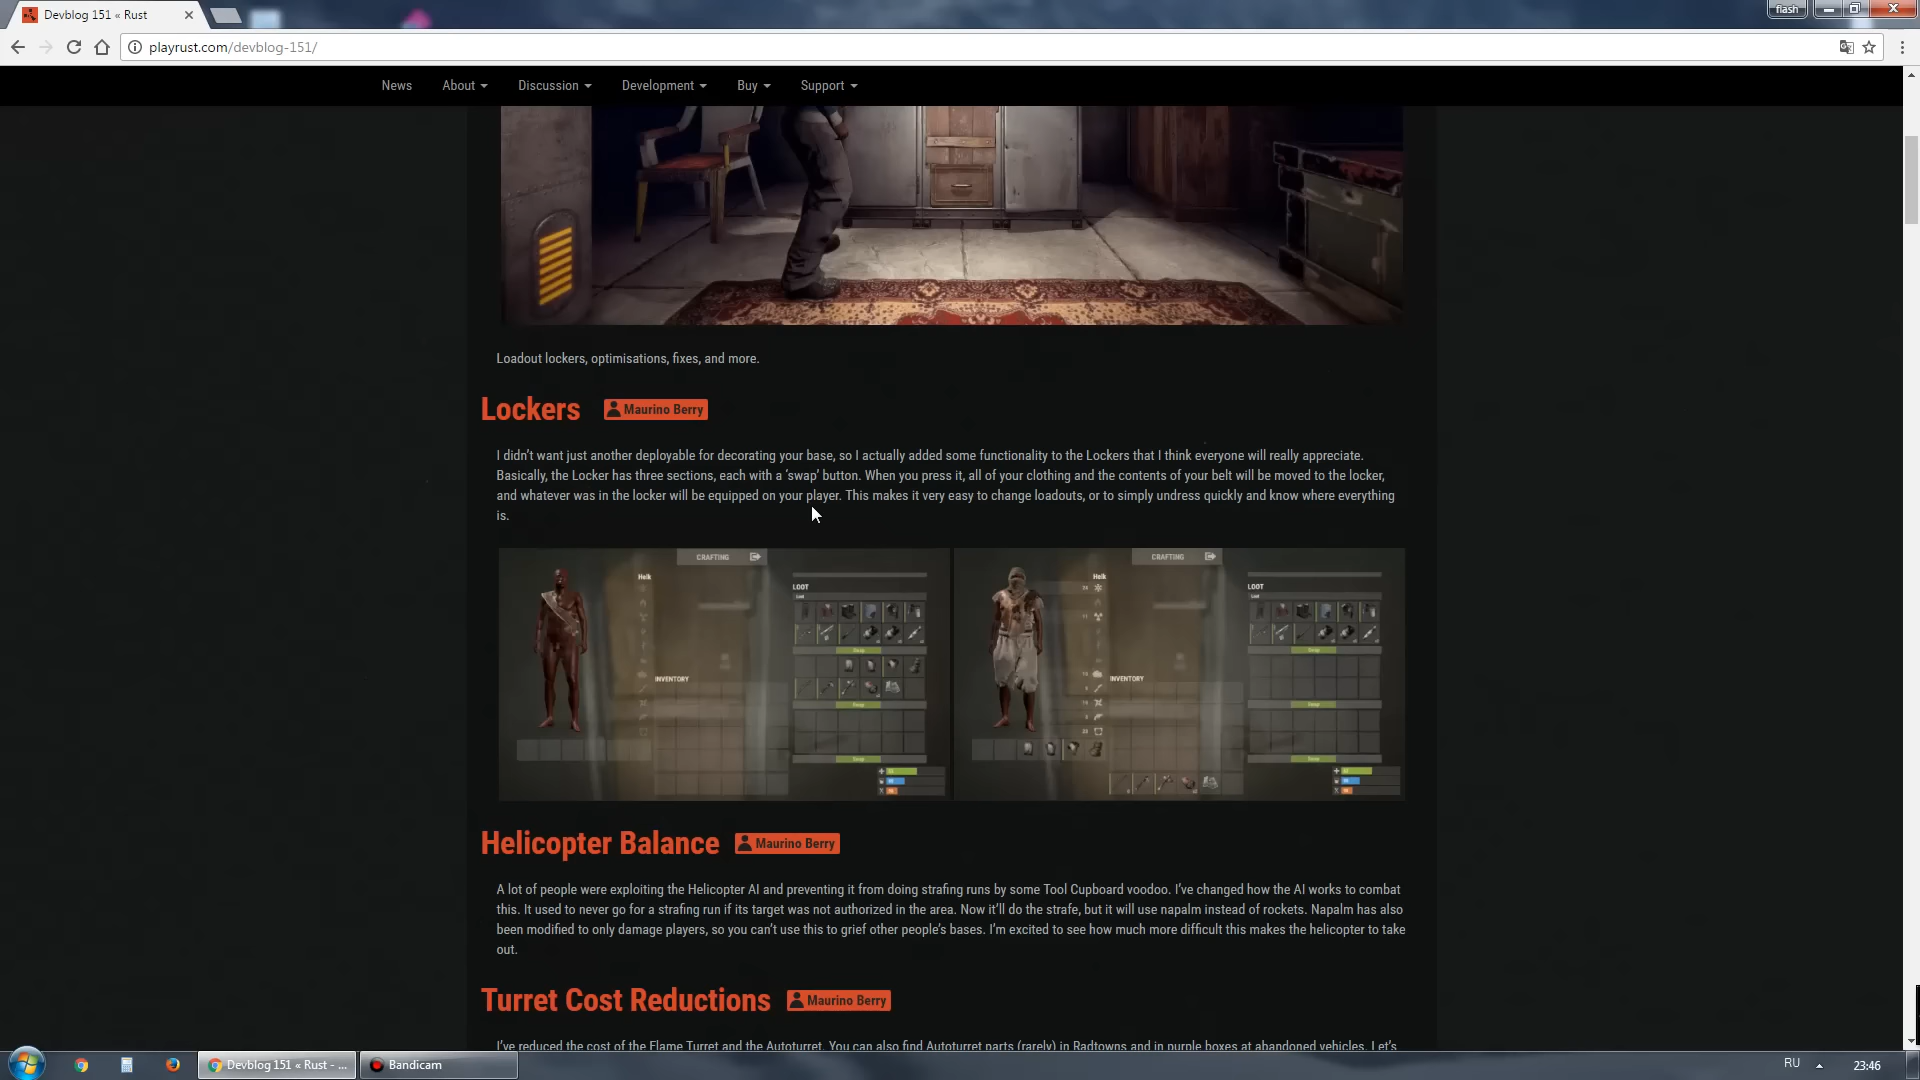 Devblog 151 « Rust
flash
playrust.com/devblog-151/
News About Discussion Development Buy Support
Loadout lockers, optimisations, fixes, and more.
Lockers Maurino Berry
I didn't want just another deployable for decorating your base, so I actually added some functionality to the Lockers that I think everyone will really appreciate.
Basically, the Locker has three sections, each with a 'swap' button. When you press it, all of your clothing and the contents of your belt will be moved to the locker,
and whatever was in the locker will be equipped on your player. This makes it very easy to change loadouts, or to simply undress quickly and know where everything
is.
CRAFTING CRAFTING
Helk Helk
LOOT LOOT
Loot Loot
Swap Swap
INVENTORY INVENTORY
Swap Swap
Swap Swap
Helicopter Balance Maurino Berry
A lot of people were exploiting the Helicopter AI and preventing it from doing strafing runs by some Tool Cupboard voodoo. I've changed how the AI works to combat
this. It used to never go for a strafing run if its target was not authorized in the area. Now it'll do the strafe, but it will use napalm instead of rockets. Napalm has also
been modified to only damage players, so you can't use this to grief other people's bases. I'm excited to see how much more difficult this makes the helicopter to take
out.
Turret Cost Reductions Maurino Berry
I've reduced the cost of the Flame Turret and the Autoturret. You can also find Autoturret parts (rarely) in Radtowns and in purple boxes at abandoned vehicles. Let's
Devblog 151 « Rust - ... Bandicam RU 23:46